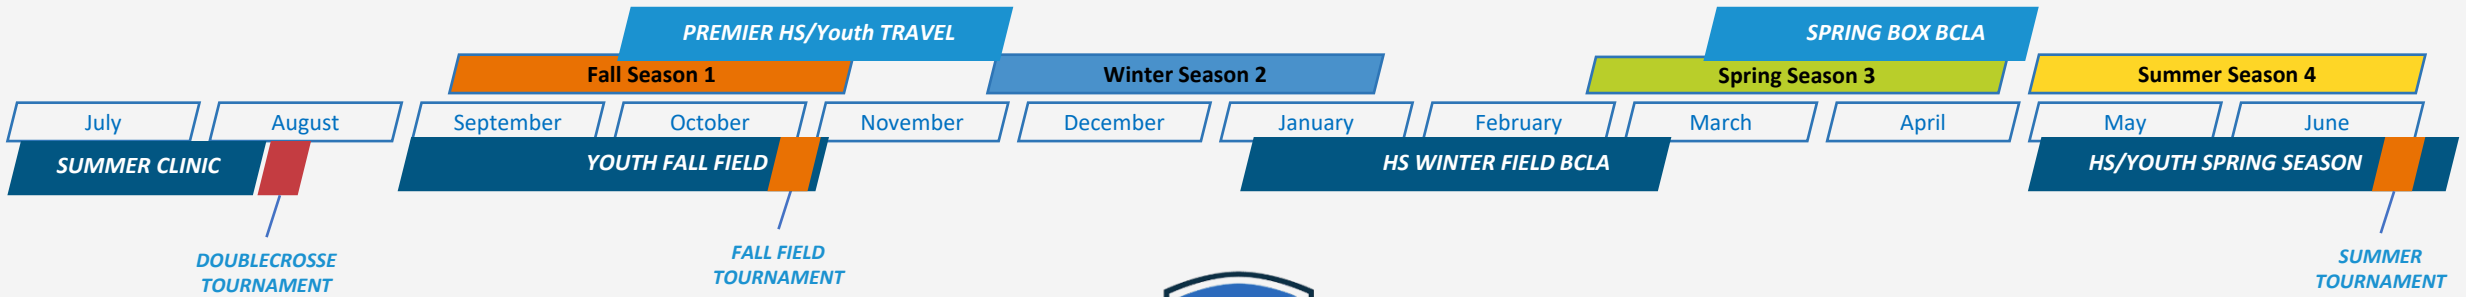 PREMIER HS/Youth TRAVEL
SPRING BOX BCLA
Fall Season 1
Winter Season 2
Spring Season 3
Summer Season 4
July
August
September
October
November
December
January
February
March
April
May
June
SUMMER CLINIC
YOUTH FALL FIELD
HS WINTER FIELD BCLA
HS/YOUTH SPRING SEASON
DOUBLECROSSE
TOURNAMENT
FALL FIELD
TOURNAMENT
SUMMER
TOURNAMENT